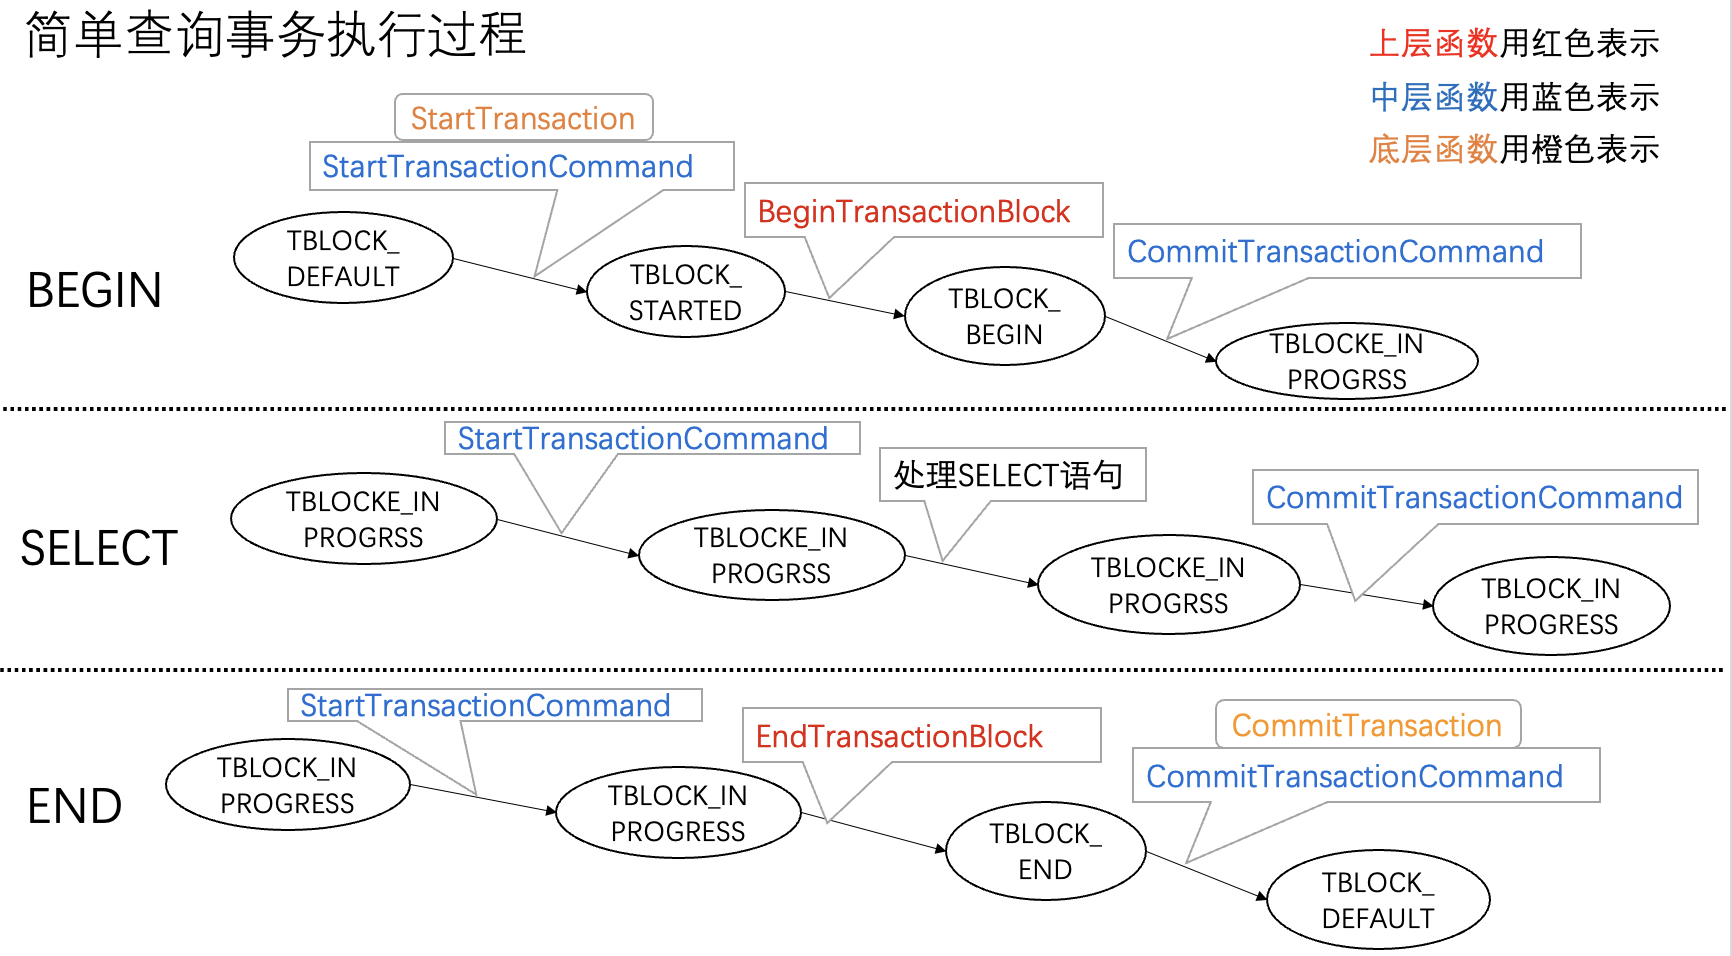 简单查询事务执行过程
上层函数用红色表示
中层函数用蓝色表示
底层函数用橙色表示
StartTransaction
StartTransactionCommand
BeginTransactionBlock
CommitTransactionCommand
BEGIN
TBLOCK_
DEFAULT
TBLOCK_
STARTED
TBLOCK_
BEGIN
TBLOCKE_IN
PROGRSS
StartTransactionCommand
处理SELECT语句
CommitTransactionCommand
SELECT
TBLOCKE_IN
PROGRSS
TBLOCKE_IN
PROGRSS
TBLOCKE_IN
PROGRSS
TBLOCK_IN
PROGRESS
StartTransactionCommand
EndTransactionBlock
CommitTransaction
CommitTransactionCommand
END
TBLOCK_IN
PROGRESS
TBLOCK_IN
PROGRESS
TBLOCK_
END
TBLOCK_
DEFAULT